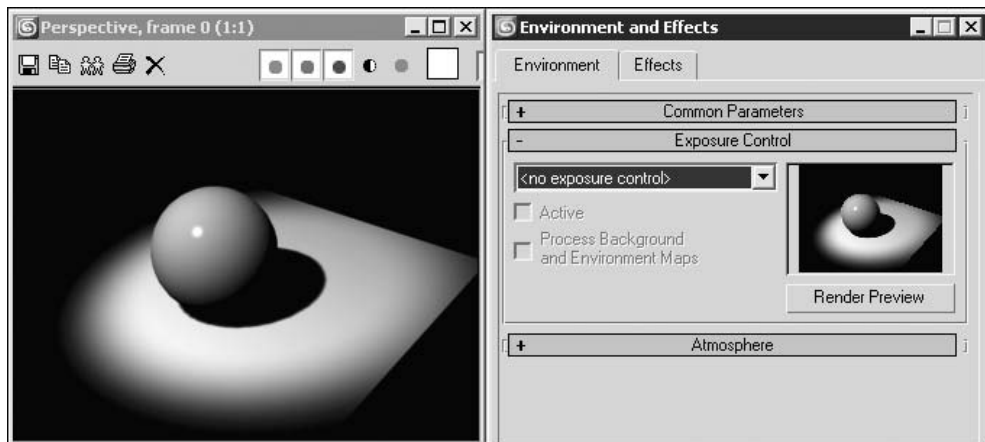 Perspective, frame 0 (1:1)
Environment and Effects
Environment
Effects
+ Common Parameters
- Exposure Control
<no exposure control>
Active
Process Background
and Environment Maps
Render Preview
+ Atmosphere